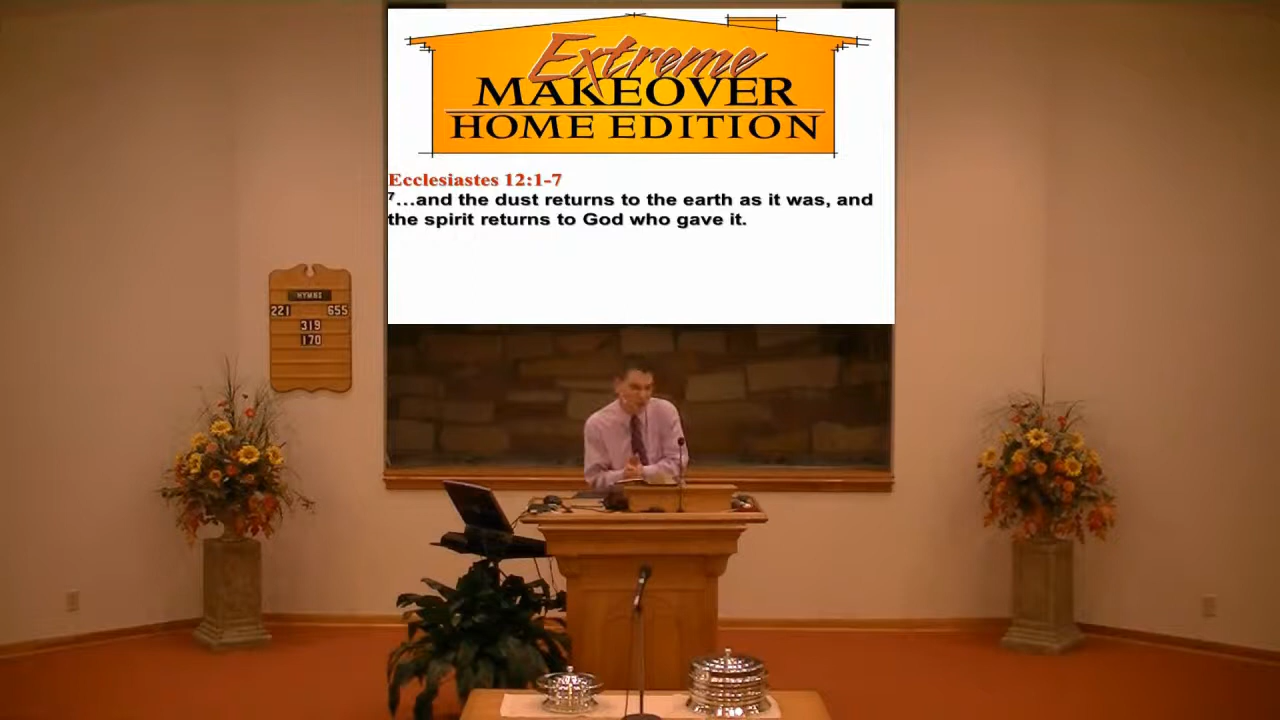 Extreme
MAKEOVER
HOME EDITION
Ecclesiastes 12:1-7
7...and the dust returns to the earth as it was, and
the spirit returns to God who gave it.
HYMNS
221 655
319
170